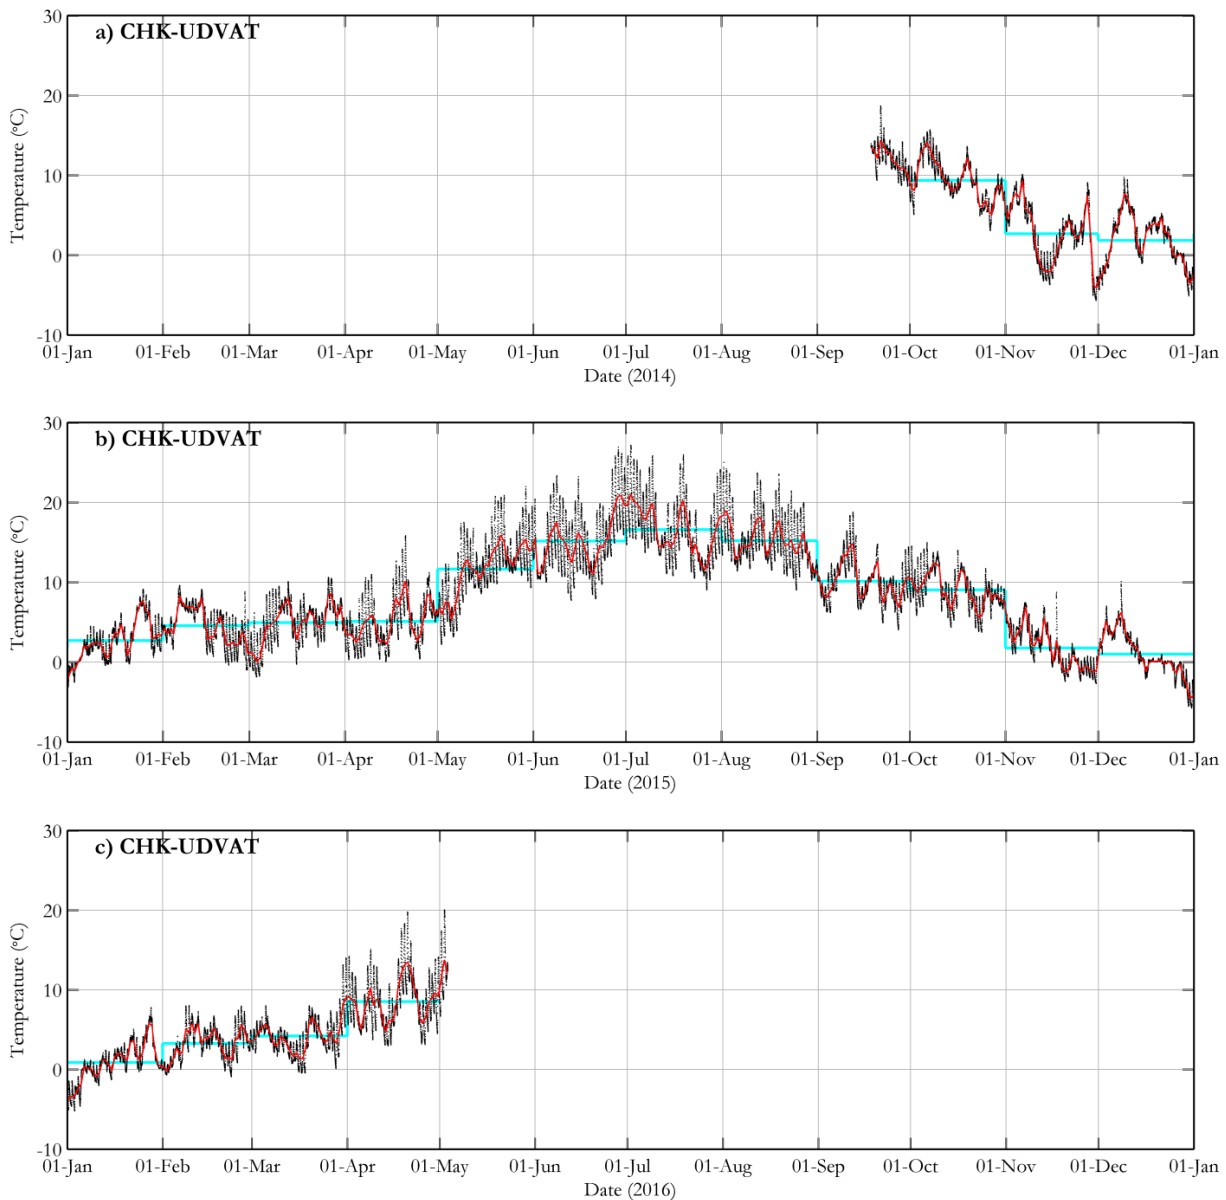 a) CHK-UDVAT
30
20
10
0
-10
Temperature (°C)
01-Jan 01-Feb 01-Mar 01-Apr 01-May 01-Jun 01-Jul 01-Aug 01-Sep 01-Oct 01-Nov 01-Dec 01-Jan
Date (2014)
b) CHK-UDVAT
30
20
10
0
-10
Temperature (°C)
01-Jan 01-Feb 01-Mar 01-Apr 01-May 01-Jun 01-Jul 01-Aug 01-Sep 01-Oct 01-Nov 01-Dec 01-Jan
Date (2015)
c) CHK-UDVAT
30
20
10
0
-10
Temperature (°C)
01-Jan 01-Feb 01-Mar 01-Apr 01-May 01-Jun 01-Jul 01-Aug 01-Sep 01-Oct 01-Nov 01-Dec 01-Jan
Date (2016)